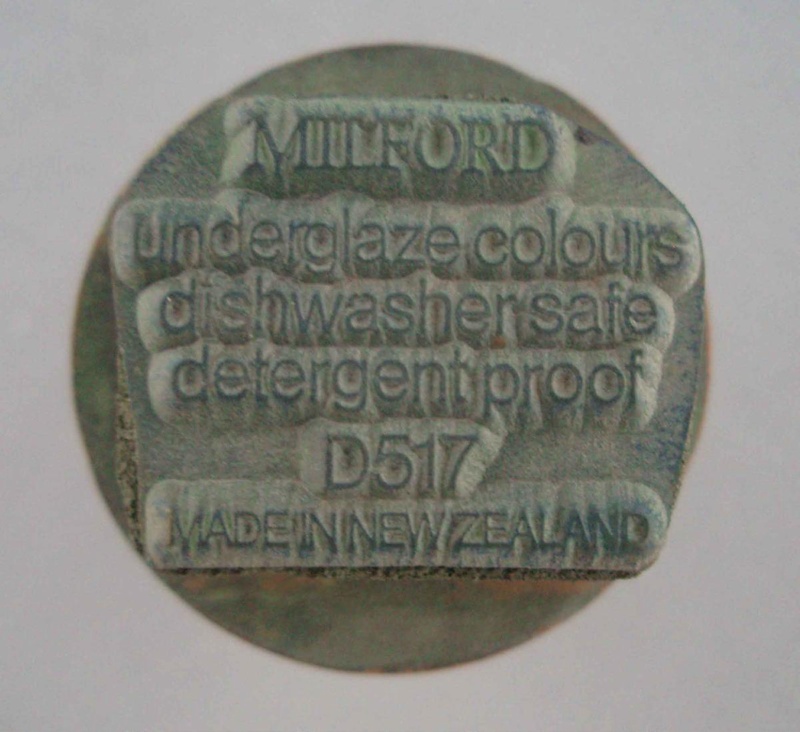 MILFORD
underglaze colours
dishwasher safe
detergent proof
D517
MADE IN NEW ZEALAND